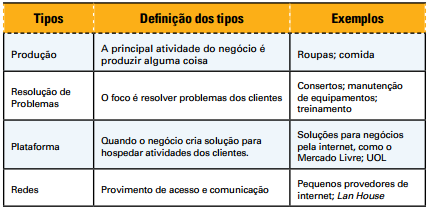 Tipos
Definição dos tipos
Exemplos
Produção
A principal atividade do negócio é
produzir alguma coisa
Roupas; comida
Resolução de
Problemas
O foco é resolver problemas dos clientes
Consertos; manutenção
de equipamentos;
treinamento
Plataforma
Quando o negócio cria solução para
hospedar atividades dos clientes.
Soluções para negócios
pela internet, como o
Mercado Livre; UOL
Redes
Provimento de acesso e comunicação
Pequenos provedores de
internet; Lan House